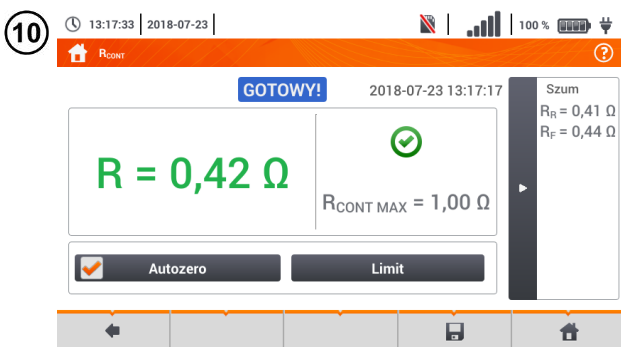 10
13:17:33 2018-07-23 100 %
RCONT ?
GOTOWY! 2018-07-23 13:17:17
Szum
RR = 0,41 Ω
RF = 0,44 Ω
R = 0,42 Ω
RCONT MAX = 1,00 Ω
Autozero Limit